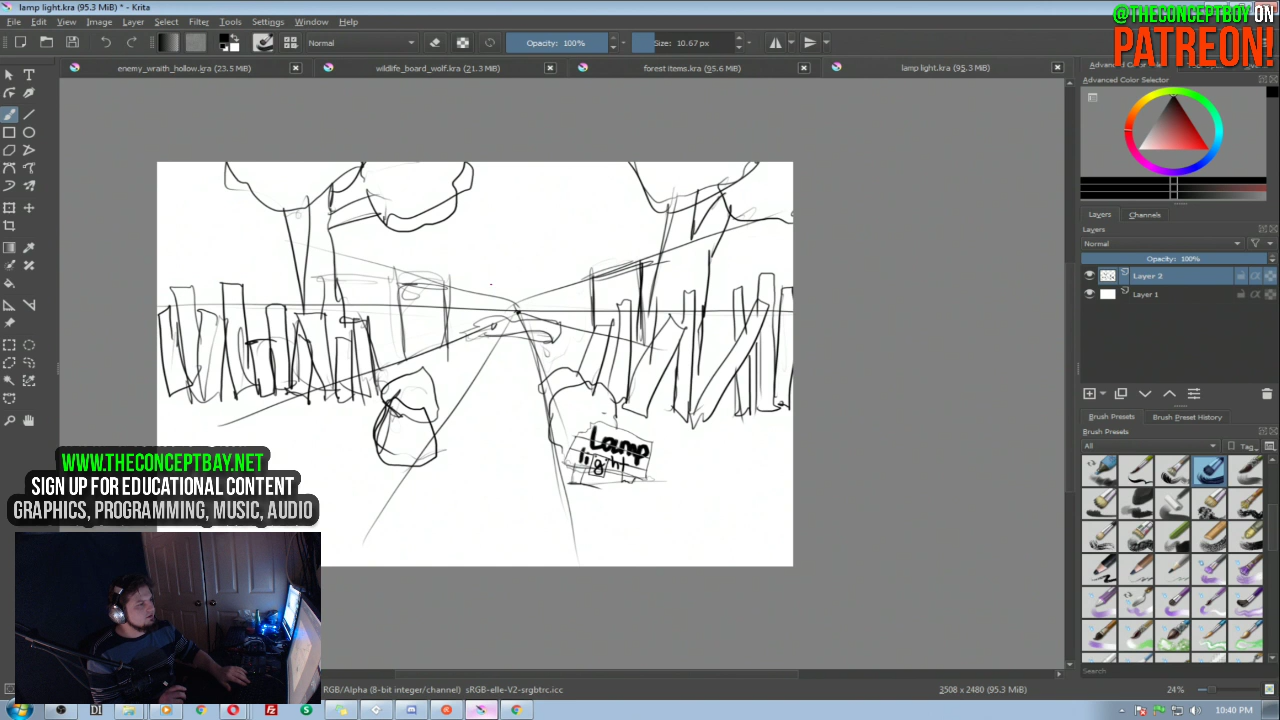 lamp light.kra (95.3 MiB) * - Krita
@THECONCEPTBOY ON
PATREON!
File Edit View Image Layer Select Filter Tools Settings Window Help
Normal
Opacity: 100%
Size: 10.67 px
enemy_wraith_hollow.kra (23.5 MiB)
wildlife_board_wolf.kra (21.3 MiB)
forest items.kra (95.6 MiB)
lamp light.kra (95.3 MiB)
Advanced Color Selector
Layers Channels
Layers
Normal
Opacity: 100%
Layer 2
Layer 1
Lamp
light
Brush Presets Brush Preset History
Brush Presets
All
Tag
Search
WWW.THECONCEPTBAY.NET
SIGN UP FOR EDUCATIONAL CONTENT
GRAPHICS, PROGRAMMING, MUSIC, AUDIO
RGB/Alpha (8-bit integer/channel) sRGB-elle-V2-srgbtrc.icc
3508 x 2480 (95.3 MiB)
24%
10:40 PM